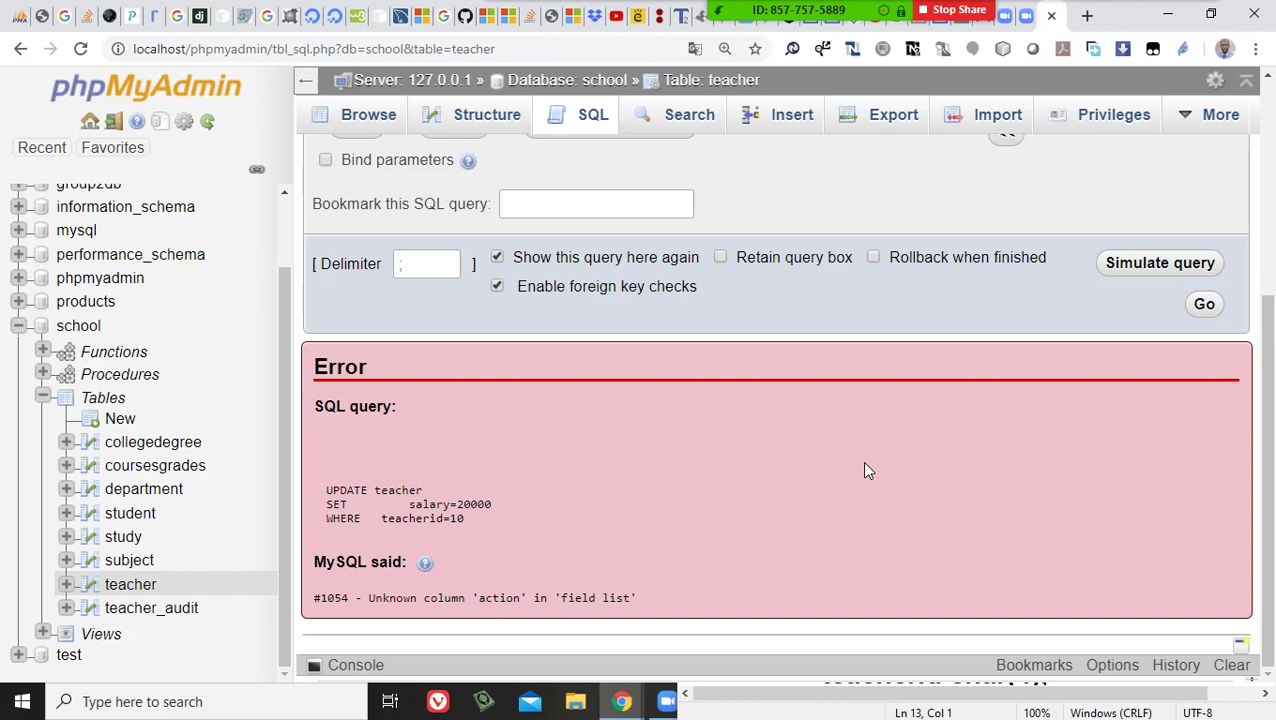 ID: 857-757-5889 Stop Share
localhost/phpmyadmin/tbl_sql.php?db=school&table=teacher
phpMyAdmin
Recent Favorites
group2db
information_schema
mysql
performance_schema
phpmyadmin
products
school
Functions
Procedures
Tables
New
collegedegree
coursesgrades
department
student
study
subject
teacher
teacher_audit
Views
test
Server: 127.0.0.1 » Database: school » Table: teacher
Browse Structure SQL Search Insert Export Import Privileges More
Bind parameters
Bookmark this SQL query:
[ Delimiter ; ] Show this query here again Retain query box Rollback when finished Simulate query
Enable foreign key checks
Go
Error
SQL query:
UPDATE teacher
SET salary=20000
WHERE teacherid=10
MySQL said:
#1054 - Unknown column 'action' in 'field list'
Console Bookmarks Options History Clear
Type here to search
Ln 13, Col 1 100% Windows (CRLF) UTF-8